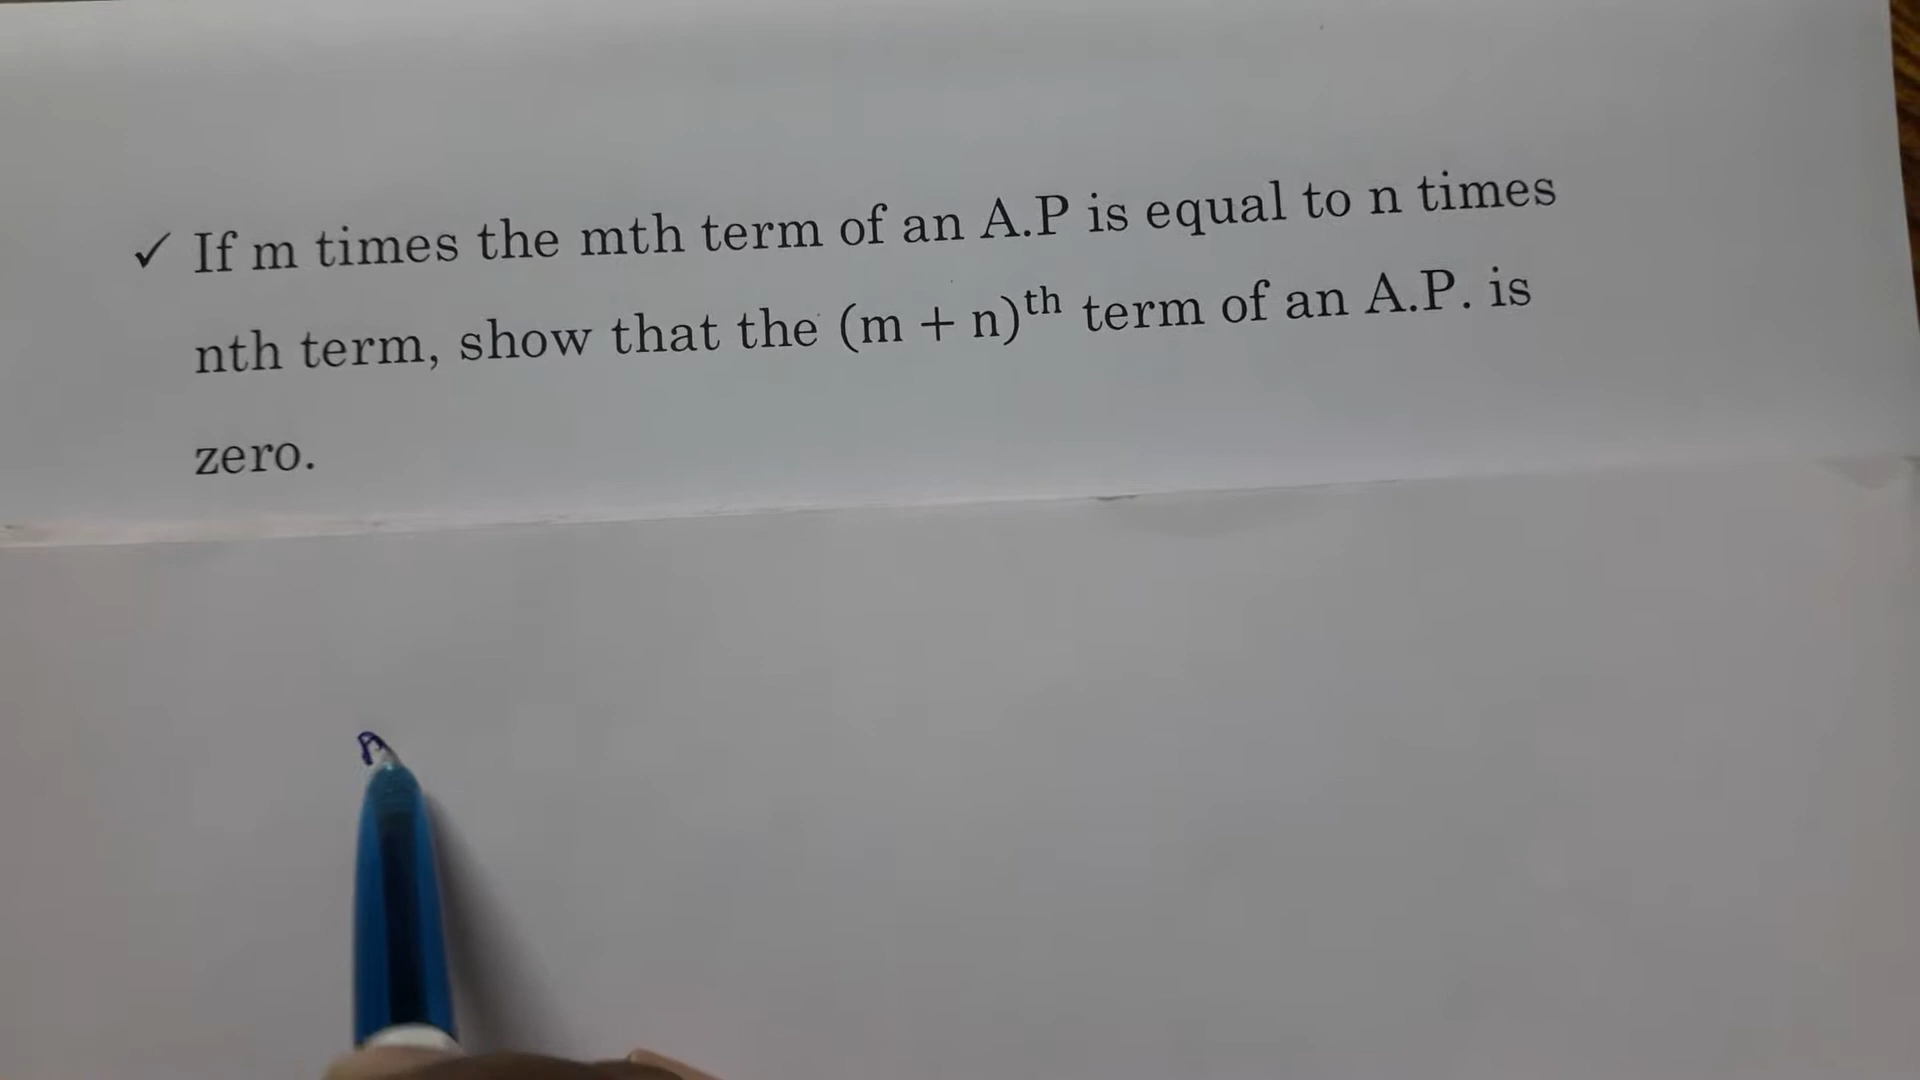 ✓ If m times the mth term of an A.P is equal to n times
nth term, show that the (m + n)th term of an A.P. is
zero.